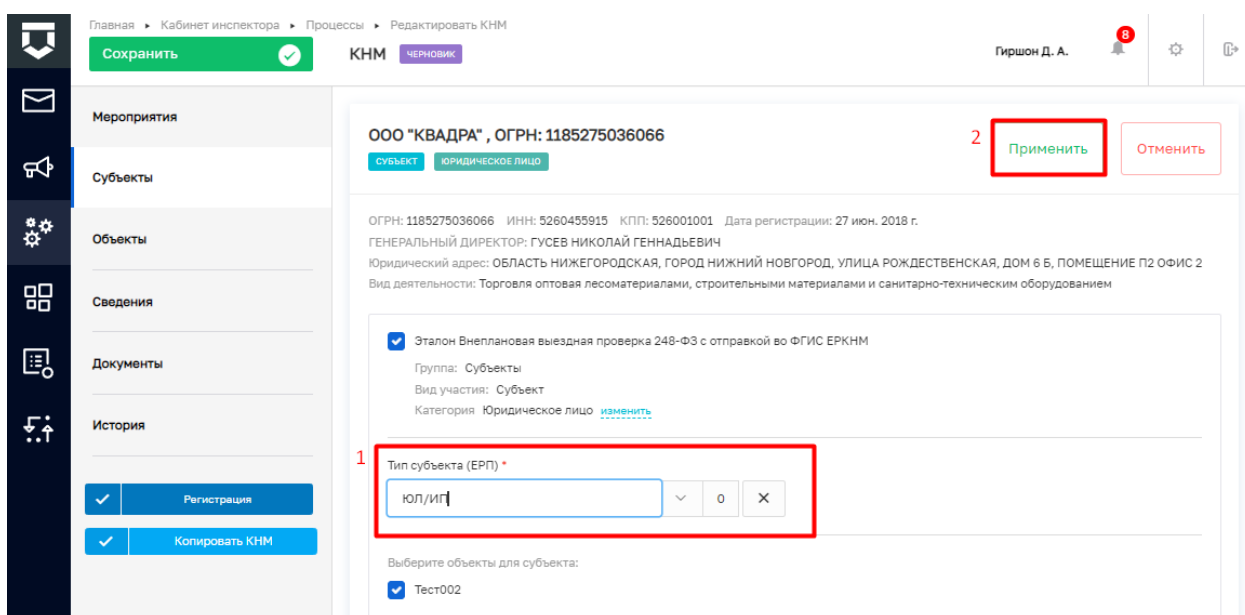 Главная ▸ Кабинет инспектора ▸ Процессы ▸ Редактировать КНМ
Сохранить
КНМ ЧЕРНОВИК
Гиршон Д. А.
8
Мероприятия
Субъекты
Объекты
Сведения
Документы
История
Регистрация
Копировать КНМ
ООО "КВАДРА" , ОГРН: 1185275036066
СУБЪЕКТ ЮРИДИЧЕСКОЕ ЛИЦО
2
Применить
Отменить
ОГРН: 1185275036066 ИНН: 5260455915 КПП: 526001001 Дата регистрации: 27 июн. 2018 г.
ГЕНЕРАЛЬНЫЙ ДИРЕКТОР: ГУСЕВ НИКОЛАЙ ГЕННАДЬЕВИЧ
Юридический адрес: ОБЛАСТЬ НИЖЕГОРОДСКАЯ, ГОРОД НИЖНИЙ НОВГОРОД, УЛИЦА РОЖДЕСТВЕНСКАЯ, ДОМ 6 Б, ПОМЕЩЕНИЕ П2 ОФИС 2
Вид деятельности: Торговля оптовая лесоматериалами, строительными материалами и санитарно-техническим оборудованием
Эталон Внеплановая выездная проверка 248-ФЗ с отправкой во ФГИС ЕРКНМ
Группа: Субъекты
Вид участия: Субъект
Категория Юридическое лицо изменить
1
Тип субъекта (ЕРП) *
ЮЛ/ИП
0
Выберите объекты для субъекта:
Тест002